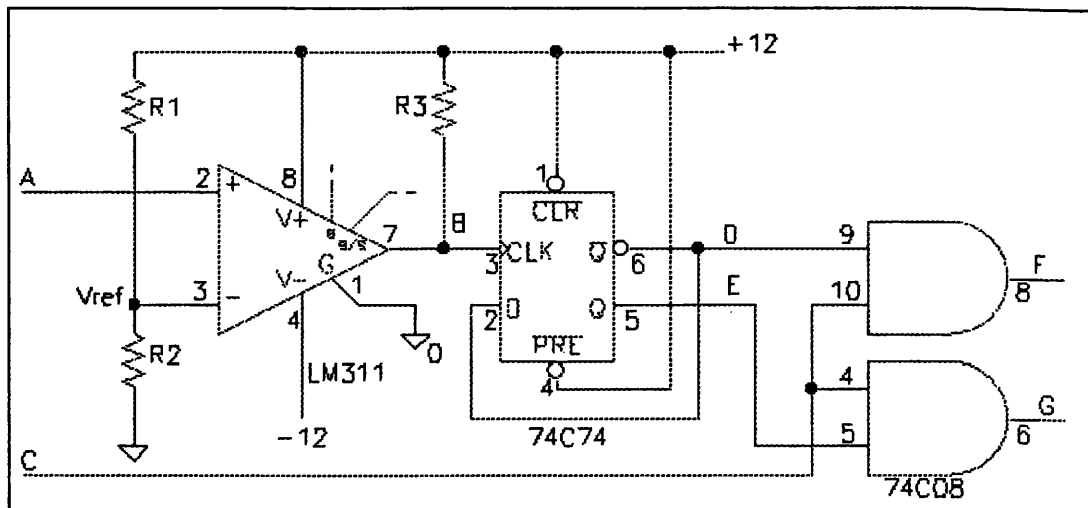 +12
R1
R3
A
2
+
8
V+
1
CLR
7
B
3
CLK
Q
6
D
9
F
8
10
G
1
V-
Vref
3
-
4
2
D
Q
5
E
0
PRE
4
4
G
6
5
R2
LM311
-12
74C74
C
74C08